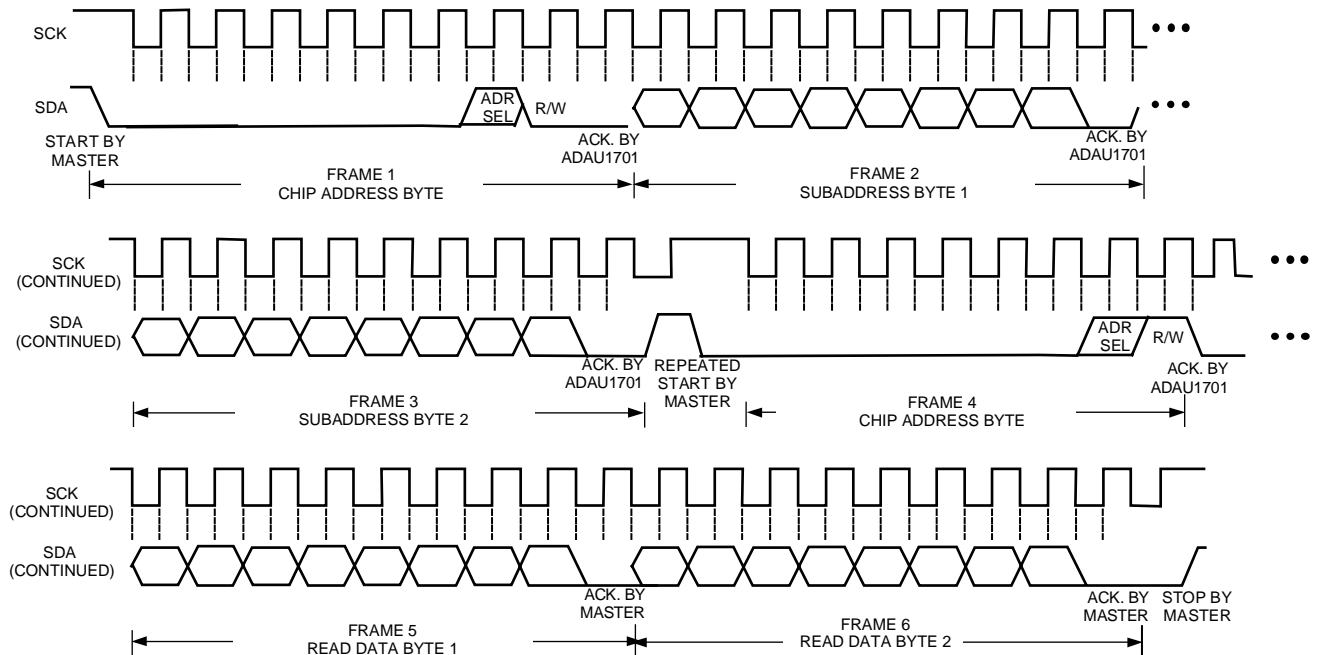 SCK
SDA
ADR
SEL
R/W
START BY
MASTER
ACK. BY
ADAU1701
ACK. BY
ADAU1701
FRAME 1
CHIP ADDRESS BYTE
FRAME 2
SUBADDRESS BYTE 1
SCK
(CONTINUED)
SDA
(CONTINUED)
ADR
SEL
R/W
ACK. BY
ADAU1701
REPEATED
START BY
MASTER
ACK. BY
ADAU1701
FRAME 3
SUBADDRESS BYTE 2
FRAME 4
CHIP ADDRESS BYTE
SCK
(CONTINUED)
SDA
(CONTINUED)
ACK. BY
MASTER
ACK. BY
MASTER
STOP BY
MASTER
FRAME 5
READ DATA BYTE 1
FRAME 6
READ DATA BYTE 2